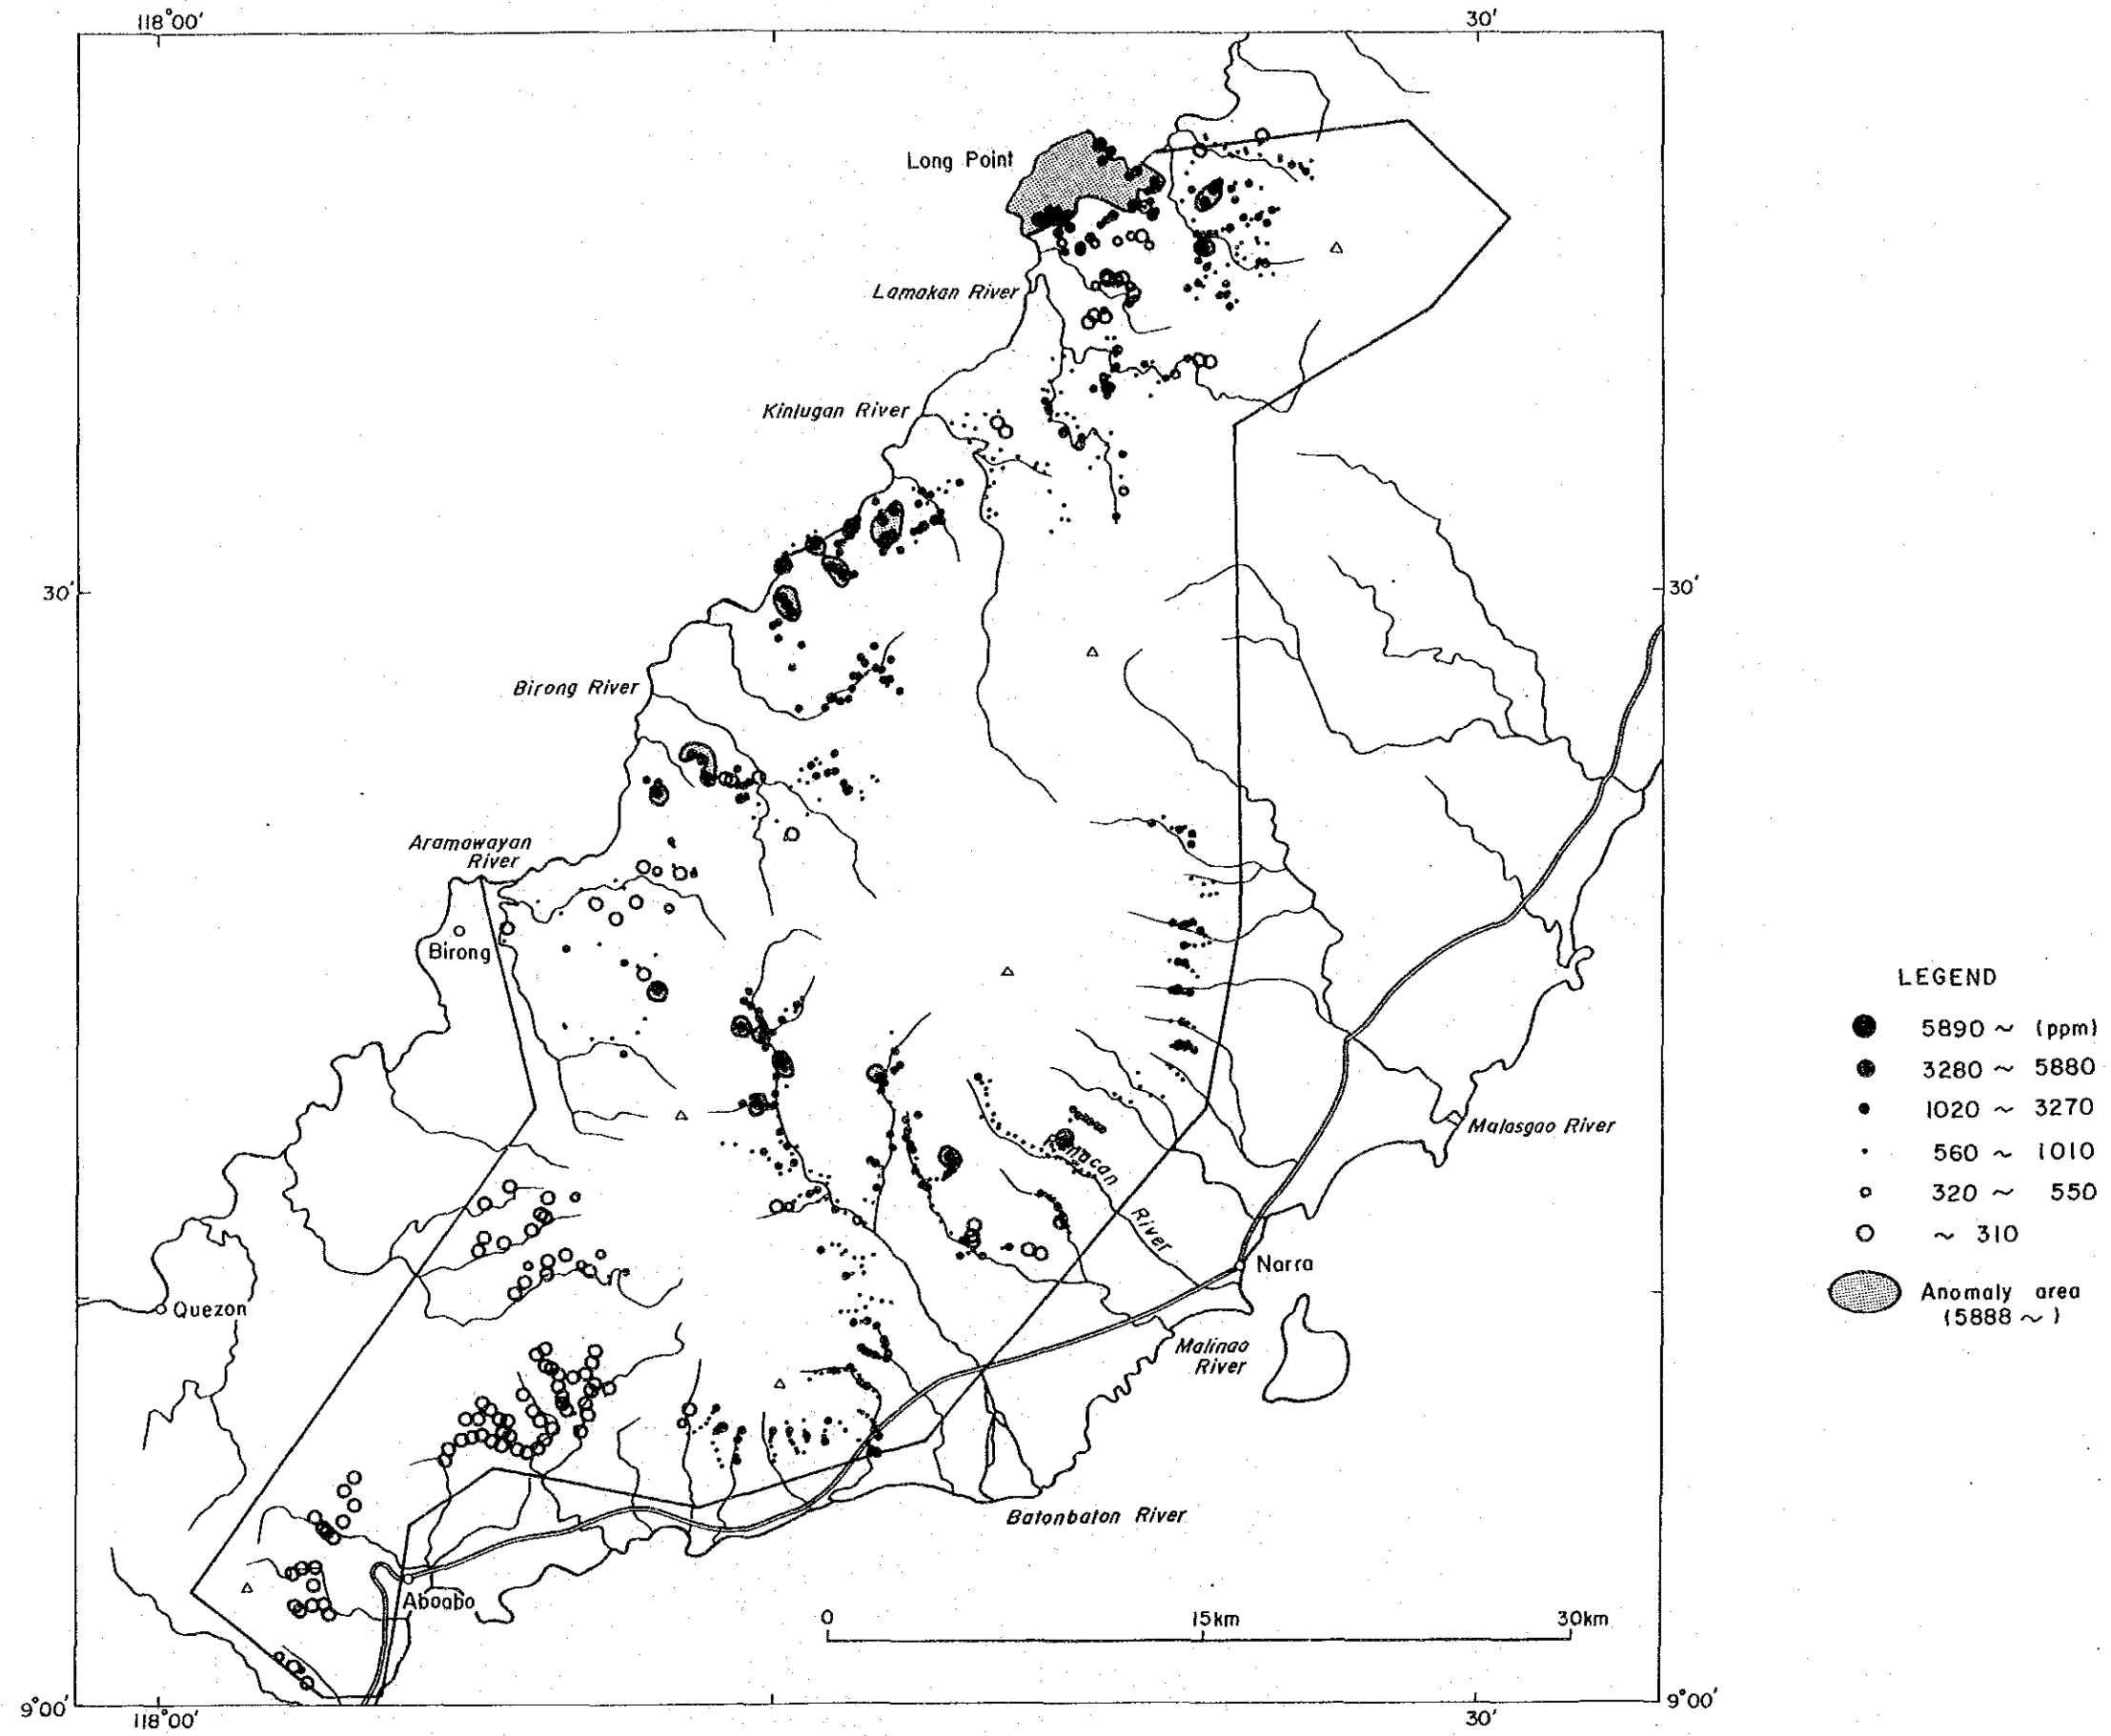 118°00'
30'
Long Point
Lamakan River
Kinlugan River
30'
30'
Birong River
Aramawayan
River
Birong
LEGEND
5890 ~ (ppm)
3280 ~ 5880
1020 ~ 3270
560 ~ 1010
320 ~ 550
~ 310
Anomaly area
(5888 ~ )
Malasgao River
River
Narra
Quezon
Malinao
River
Batonbaton River
Aboabo
0
15km
30km
9°00'
9°00'
118°00'
30'